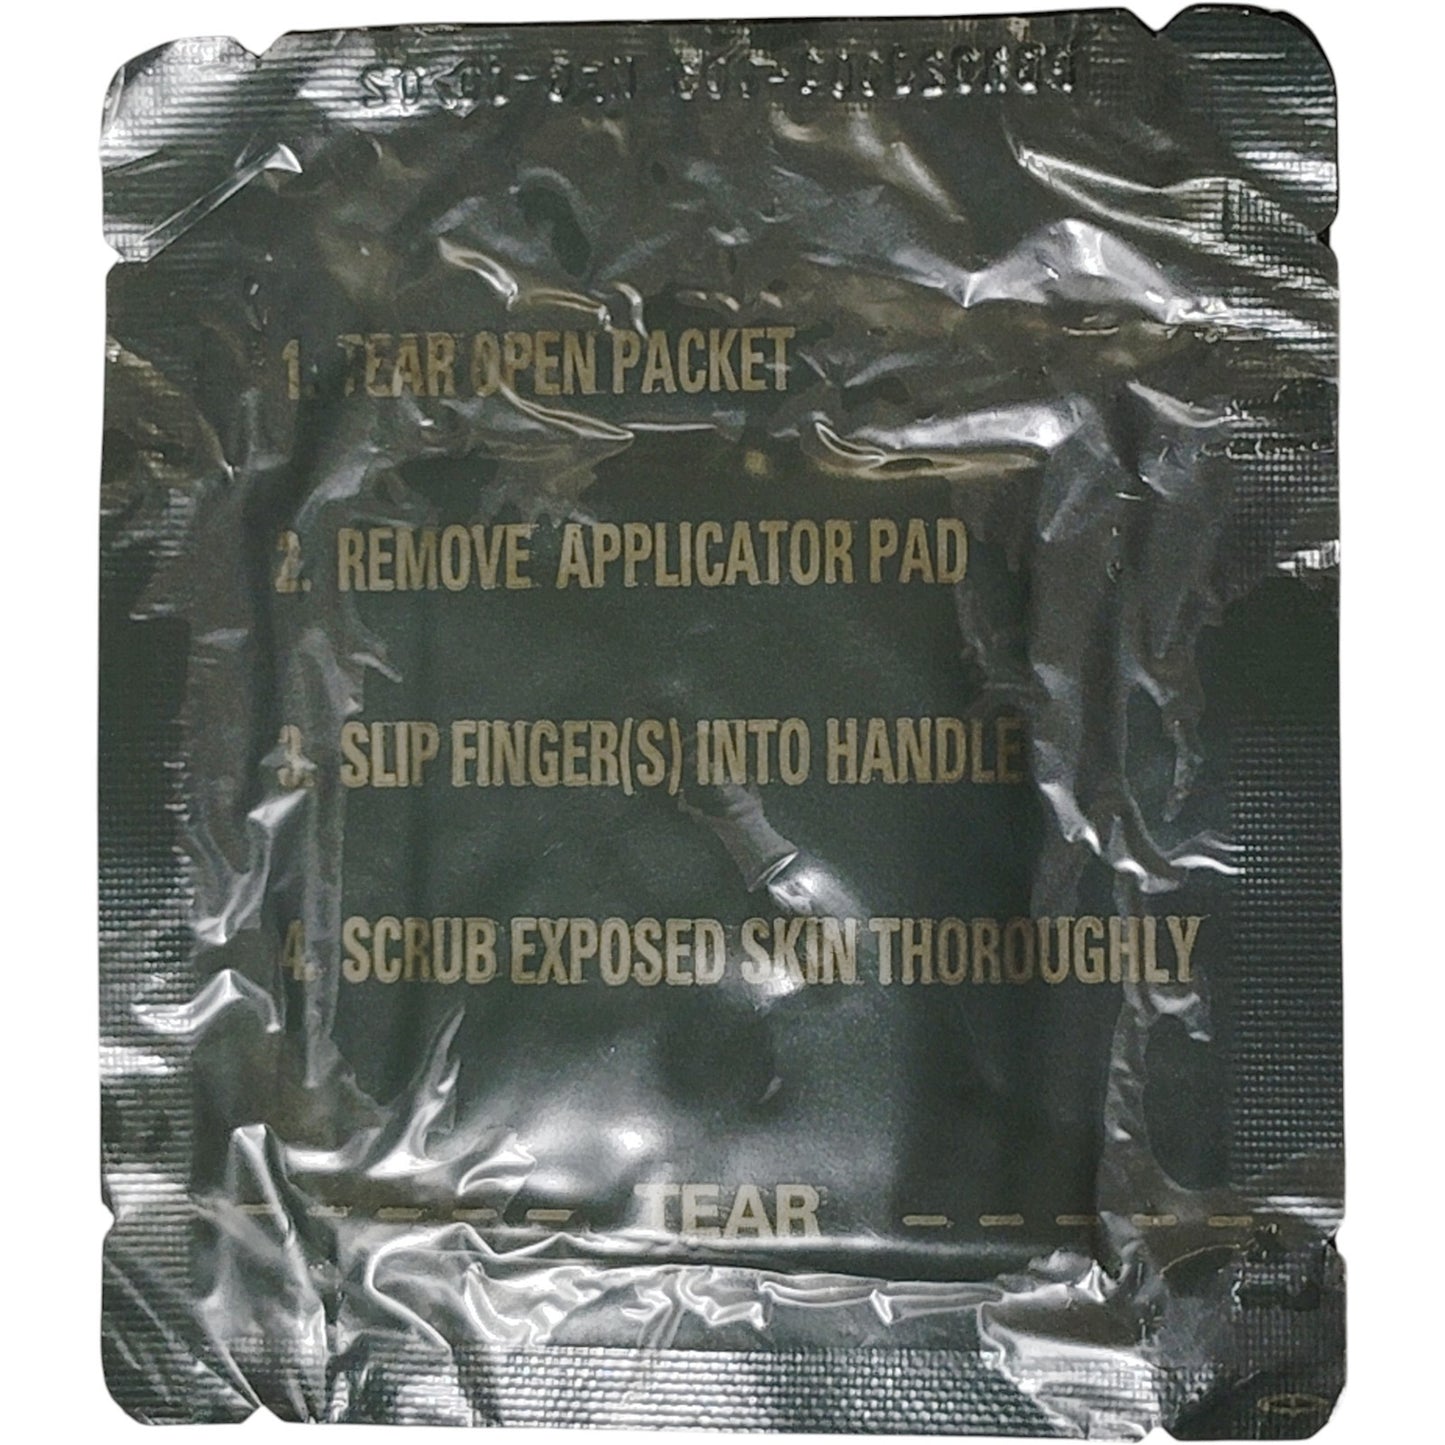 1. TEAR OPEN PACKET
2. REMOVE APPLICATOR PAD
3. SLIP FINGER(S) INTO HANDLE
4. SCRUB EXPOSED SKIN THOROUGHLY
TEAR